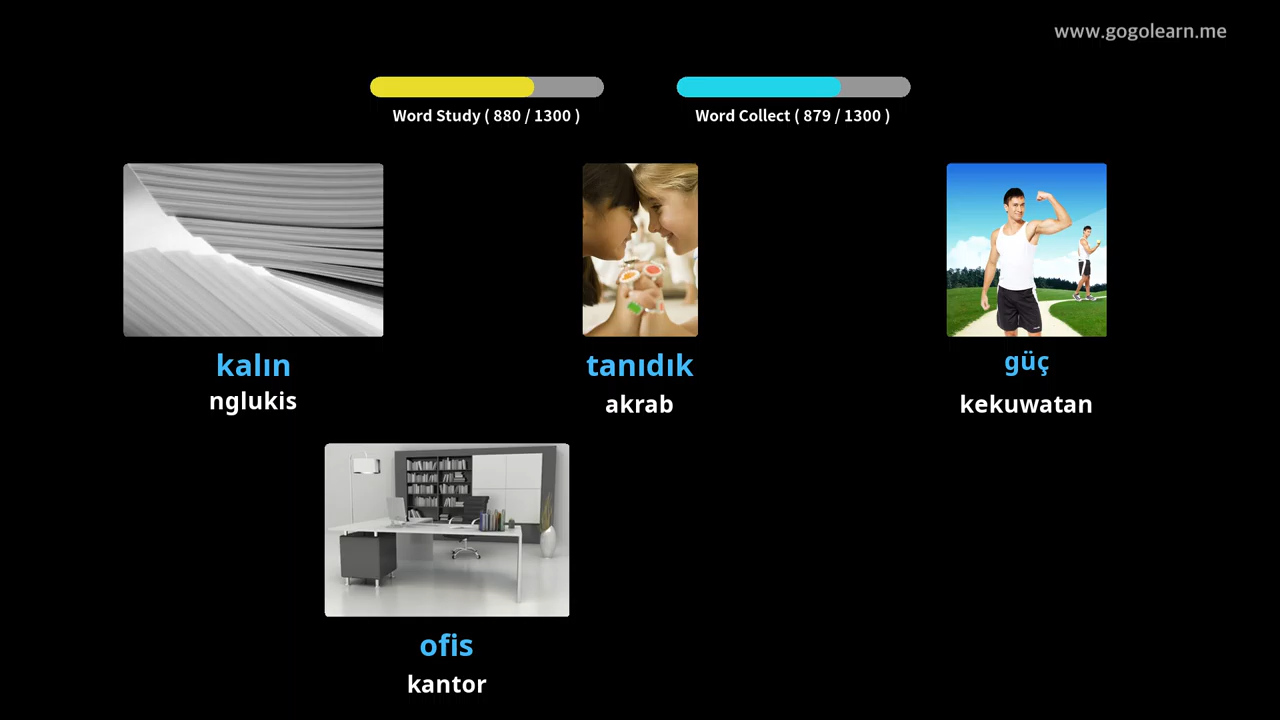 www.gogolearn.me
Word Study ( 880 / 1300 )
Word Collect ( 879 / 1300 )
kalın
nglukis
tanıdık
akrab
güç
kekuwatan
ofis
kantor